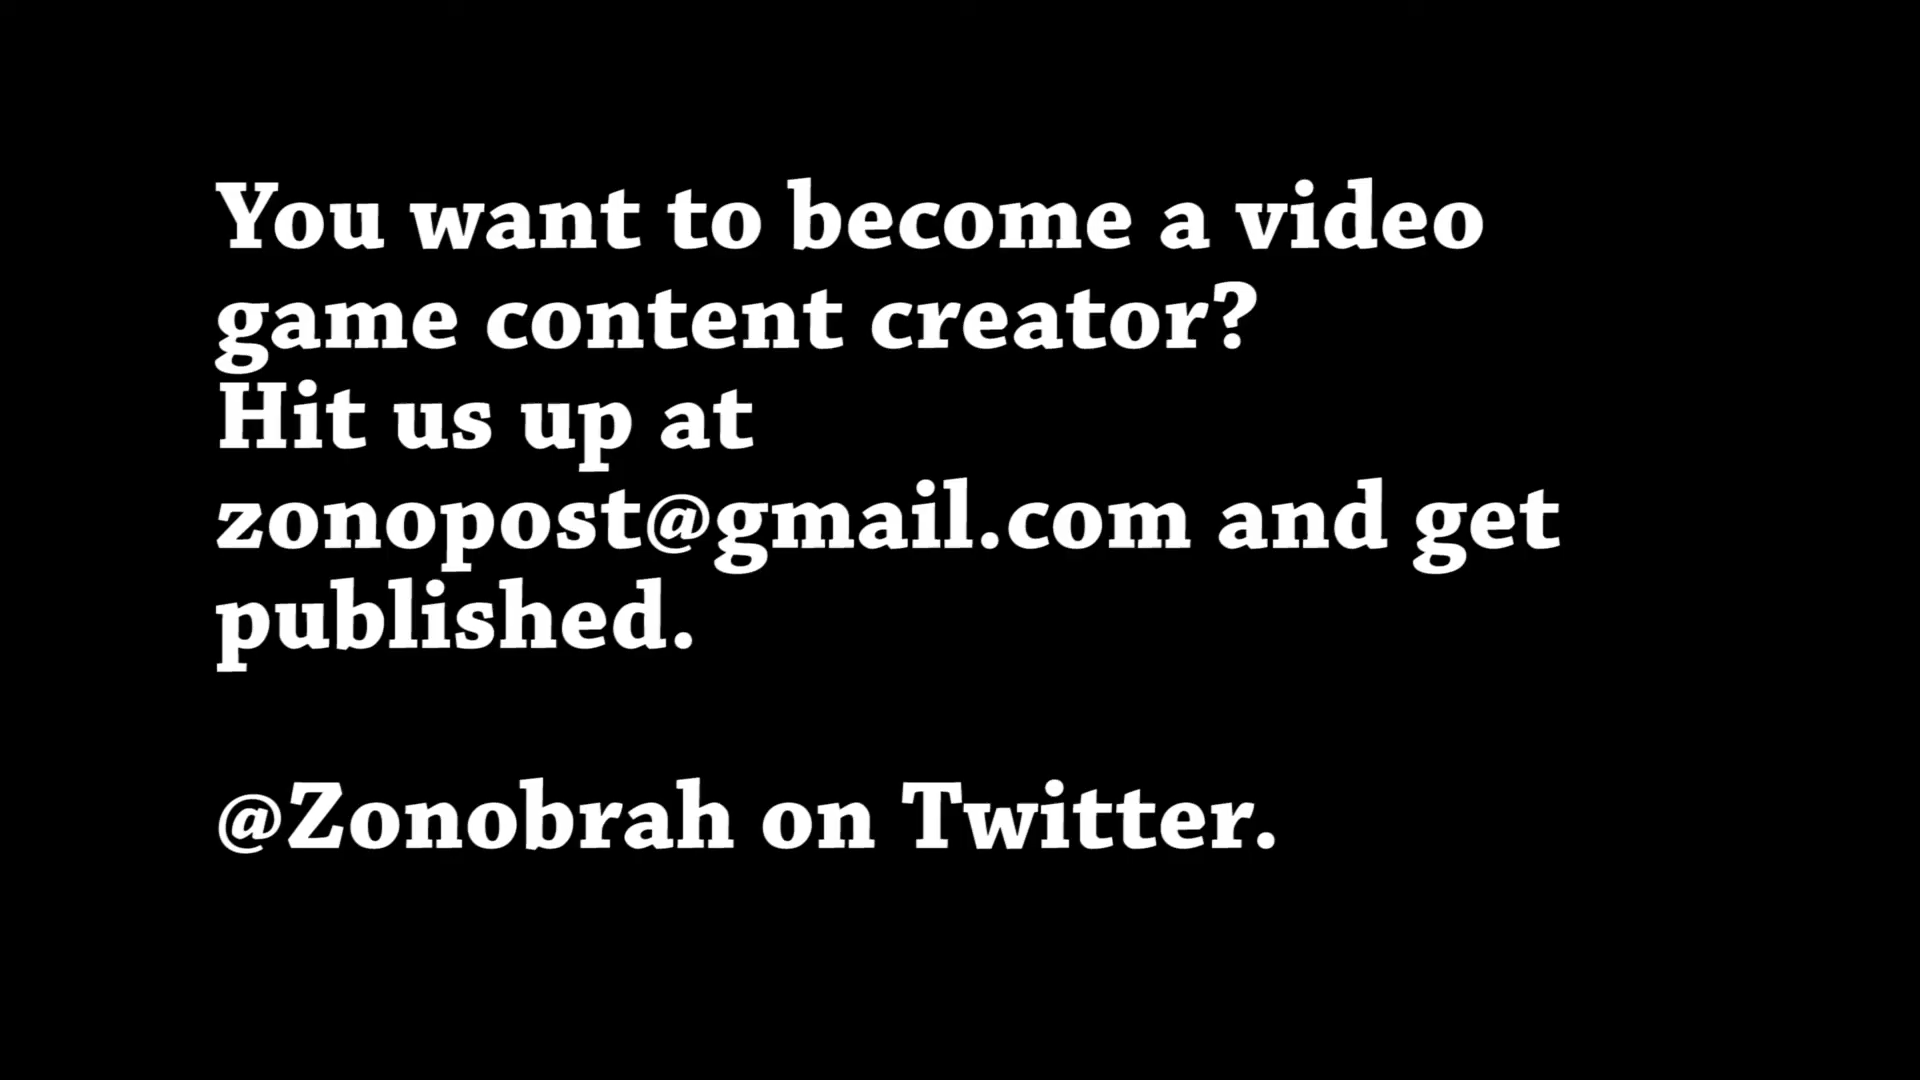 You want to become a video
game content creator?
Hit us up at
zonopost@gmail.com and get
published.
@Zonobrah on Twitter.